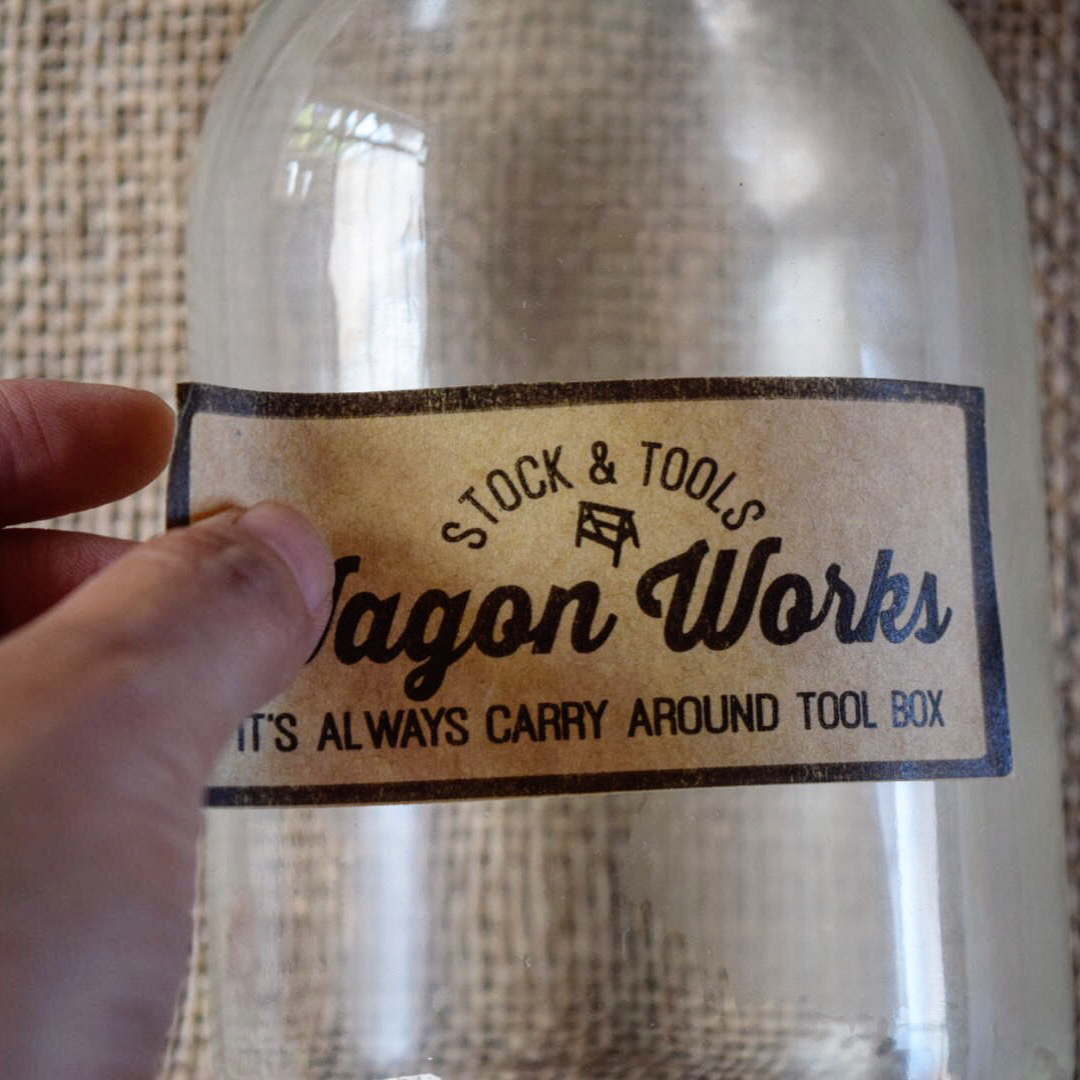 STOCK & TOOLS
Wagon Works
IT'S ALWAYS CARRY AROUND TOOL BOX